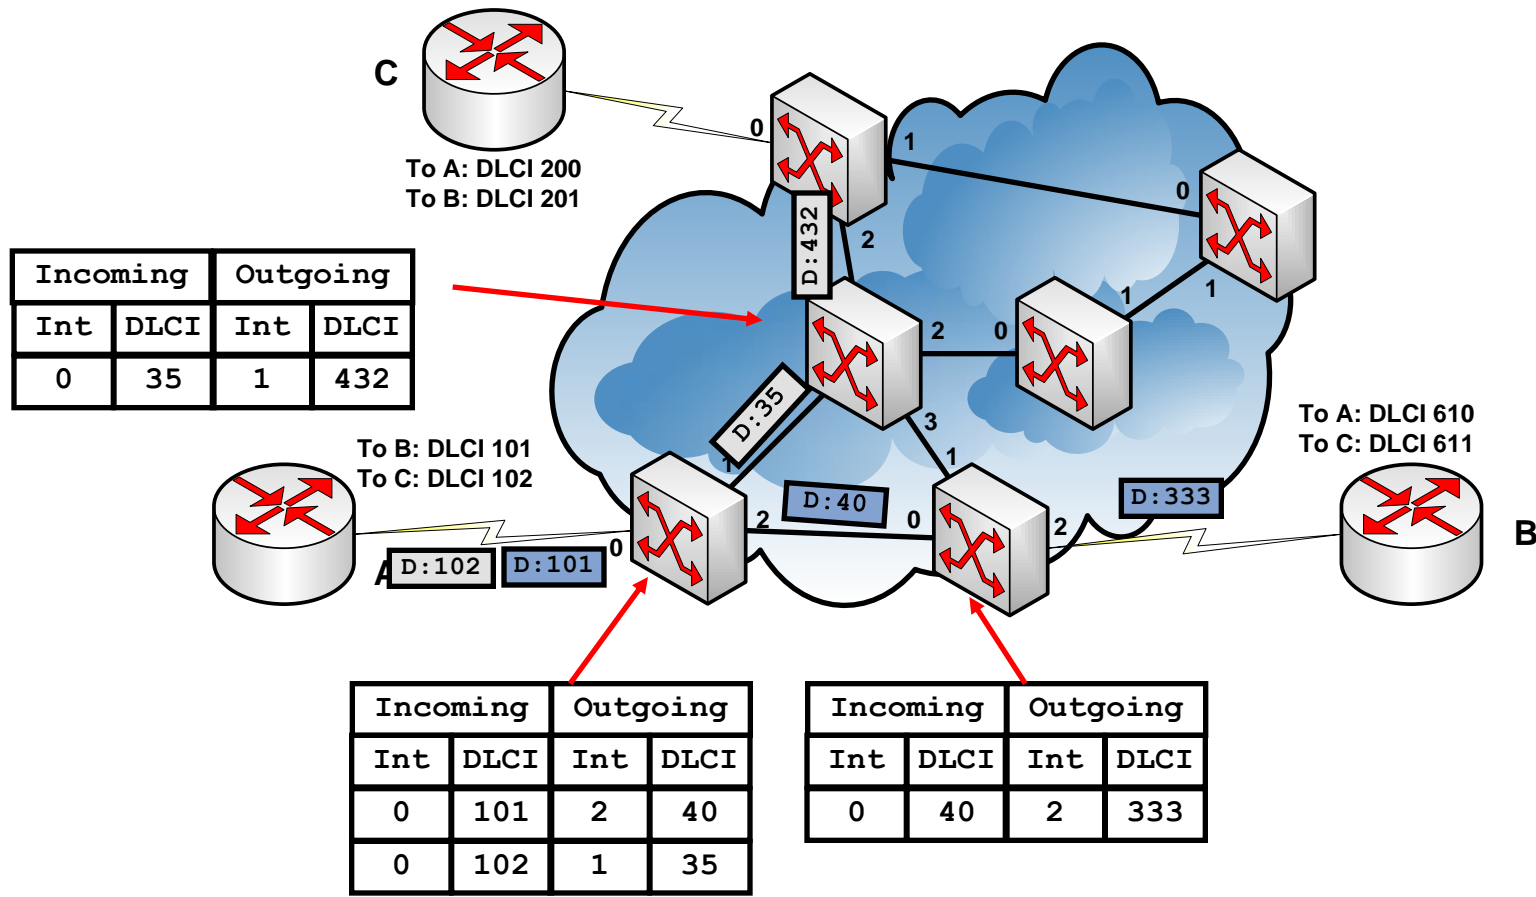 C
To A: DLCI 200
To B: DLCI 201
0
1
2
D:432
0
1
1
0
2
3
D:35
1
Incoming Outgoing
Int DLCI Int DLCI
0 35 1 432
To B: DLCI 101
To C: DLCI 102
A
D:102
D:101
0
2
D:40
0
1
2
D:333
To A: DLCI 610
To C: DLCI 611
B
Incoming Outgoing
Int DLCI Int DLCI
0 101 2 40
0 102 1 35
Incoming Outgoing
Int DLCI Int DLCI
0 40 2 333